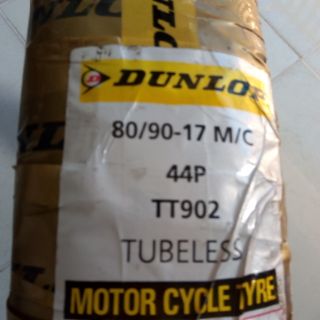 DUNLOP
80/90-17 M/C
44P
TT902
TUBELESS
MOTOR CYCLE TYRE